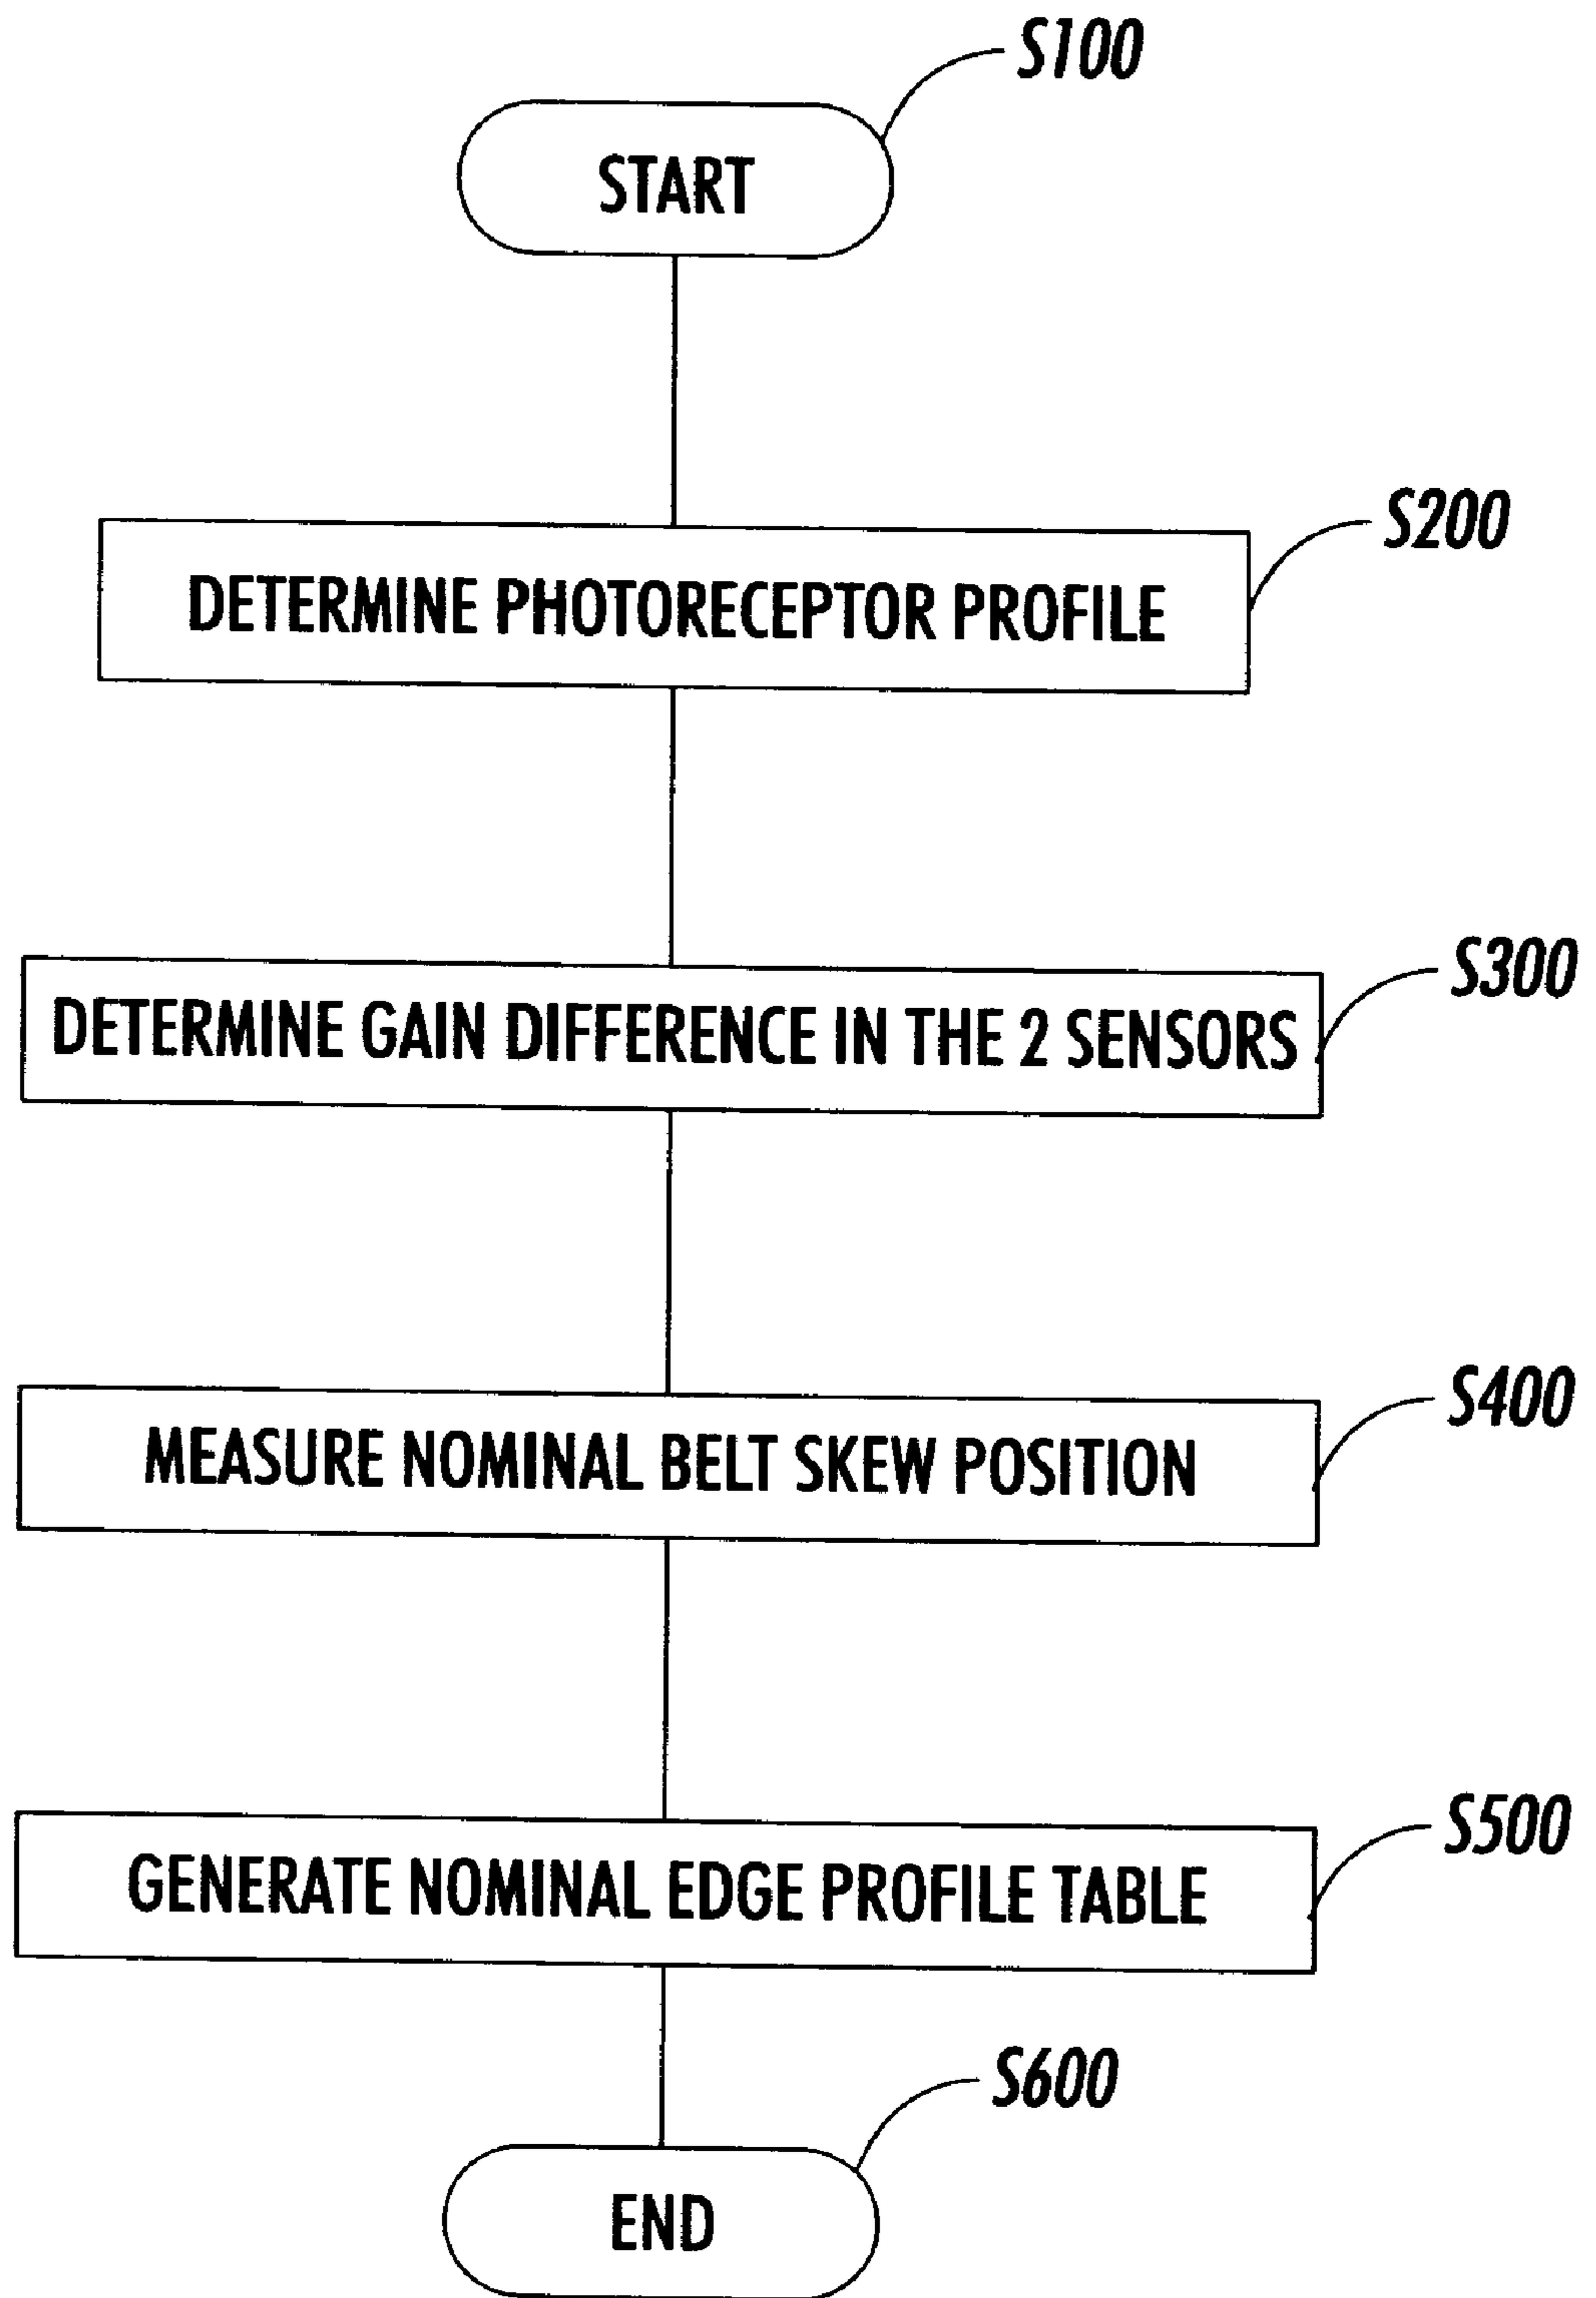 S100
START
S200
DETERMINE PHOTORECEPTOR PROFILE
S300
DETERMINE GAIN DIFFERENCE IN THE 2 SENSORS
S400
MEASURE NOMINAL BELT SKEW POSITION
S500
GENERATE NOMINAL EDGE PROFILE TABLE
S600
END